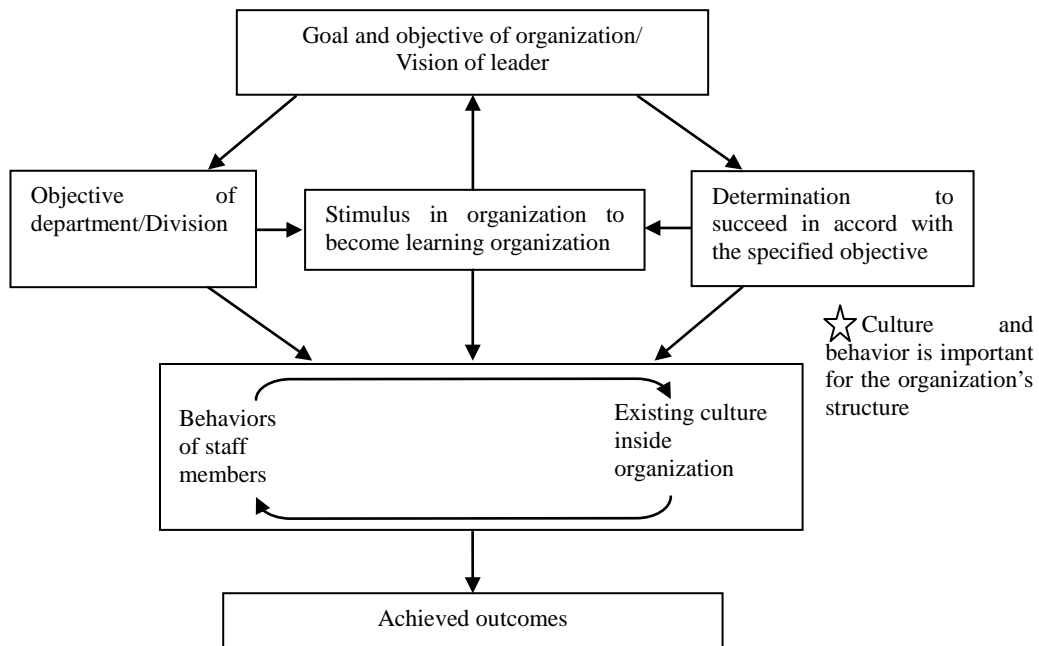 Goal and objective of organization/
Vision of leader
Objective of
department/Division
Stimulus in organization to
become learning organization
Determination to
succeed in accord with
the specified objective
Culture and
behavior is important
for the organization's
structure
Behaviors
of staff
members
Existing culture
inside
organization
Achieved outcomes